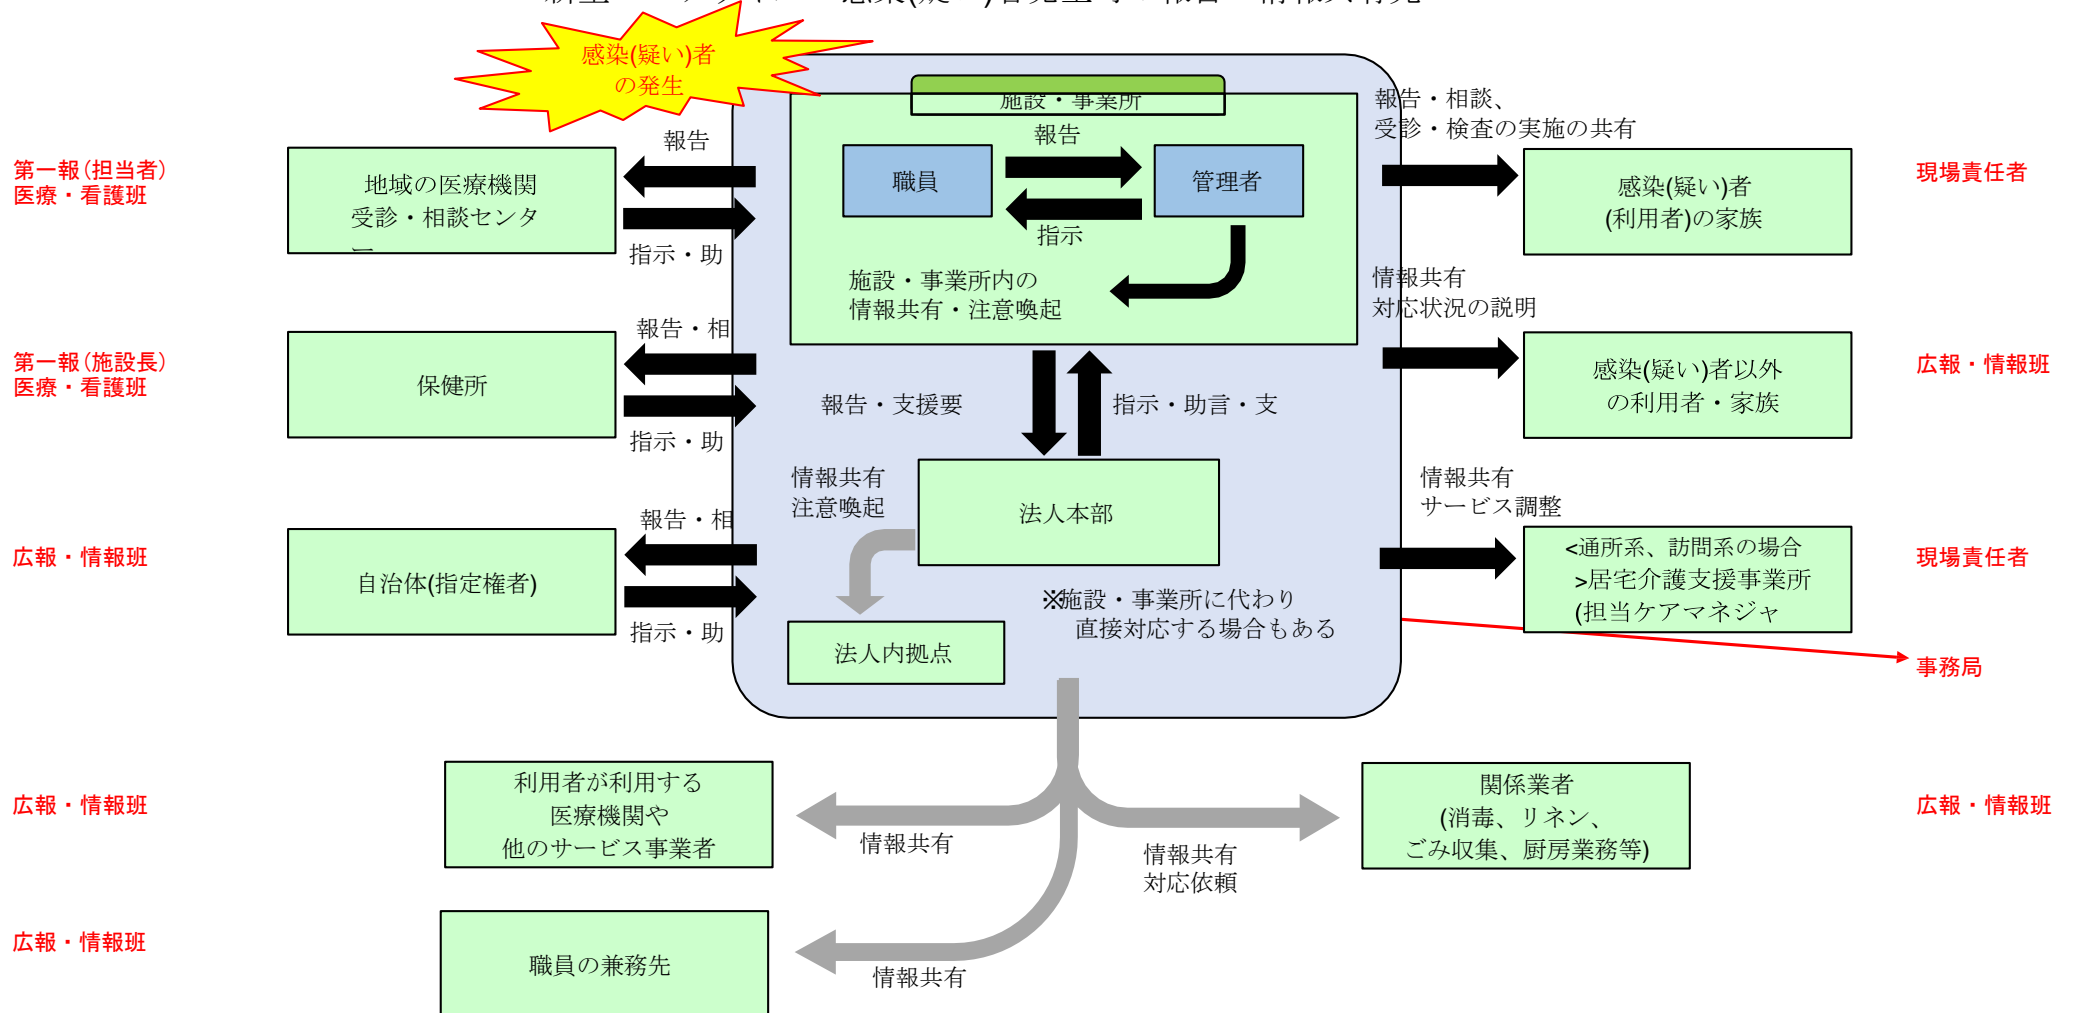 感染(疑い)者
の発生
施設・事業所
報告
職員
管理者
指示
施設・事業所内の
情報共有・注意喚起
第一報(担当者)
医療・看護班
地域の医療機関
受診・相談センタ
ー
報告
指示・助
報告・相談、
受診・検査の実施の共有
感染(疑い)者
(利用者)の家族
現場責任者
第一報(施設長)
医療・看護班
保健所
報告・相
指示・助
報告・支援要
指示・助言・支
情報共有
対応状況の説明
感染(疑い)者以外
の利用者・家族
広報・情報班
広報・情報班
自治体(指定権者)
報告・相
指示・助
情報共有
注意喚起
法人本部
法人内拠点
※施設・事業所に代わり
直接対応する場合もある
情報共有
サービス調整
<通所系、訪問系の場合
>居宅介護支援事業所
(担当ケアマネジャ
現場責任者
事務局
広報・情報班
利用者が利用する
医療機関や
他のサービス事業者
情報共有
情報共有
対応依頼
関係業者
(消毒、リネン、
ごみ収集、厨房業務等)
広報・情報班
広報・情報班
職員の兼務先
情報共有